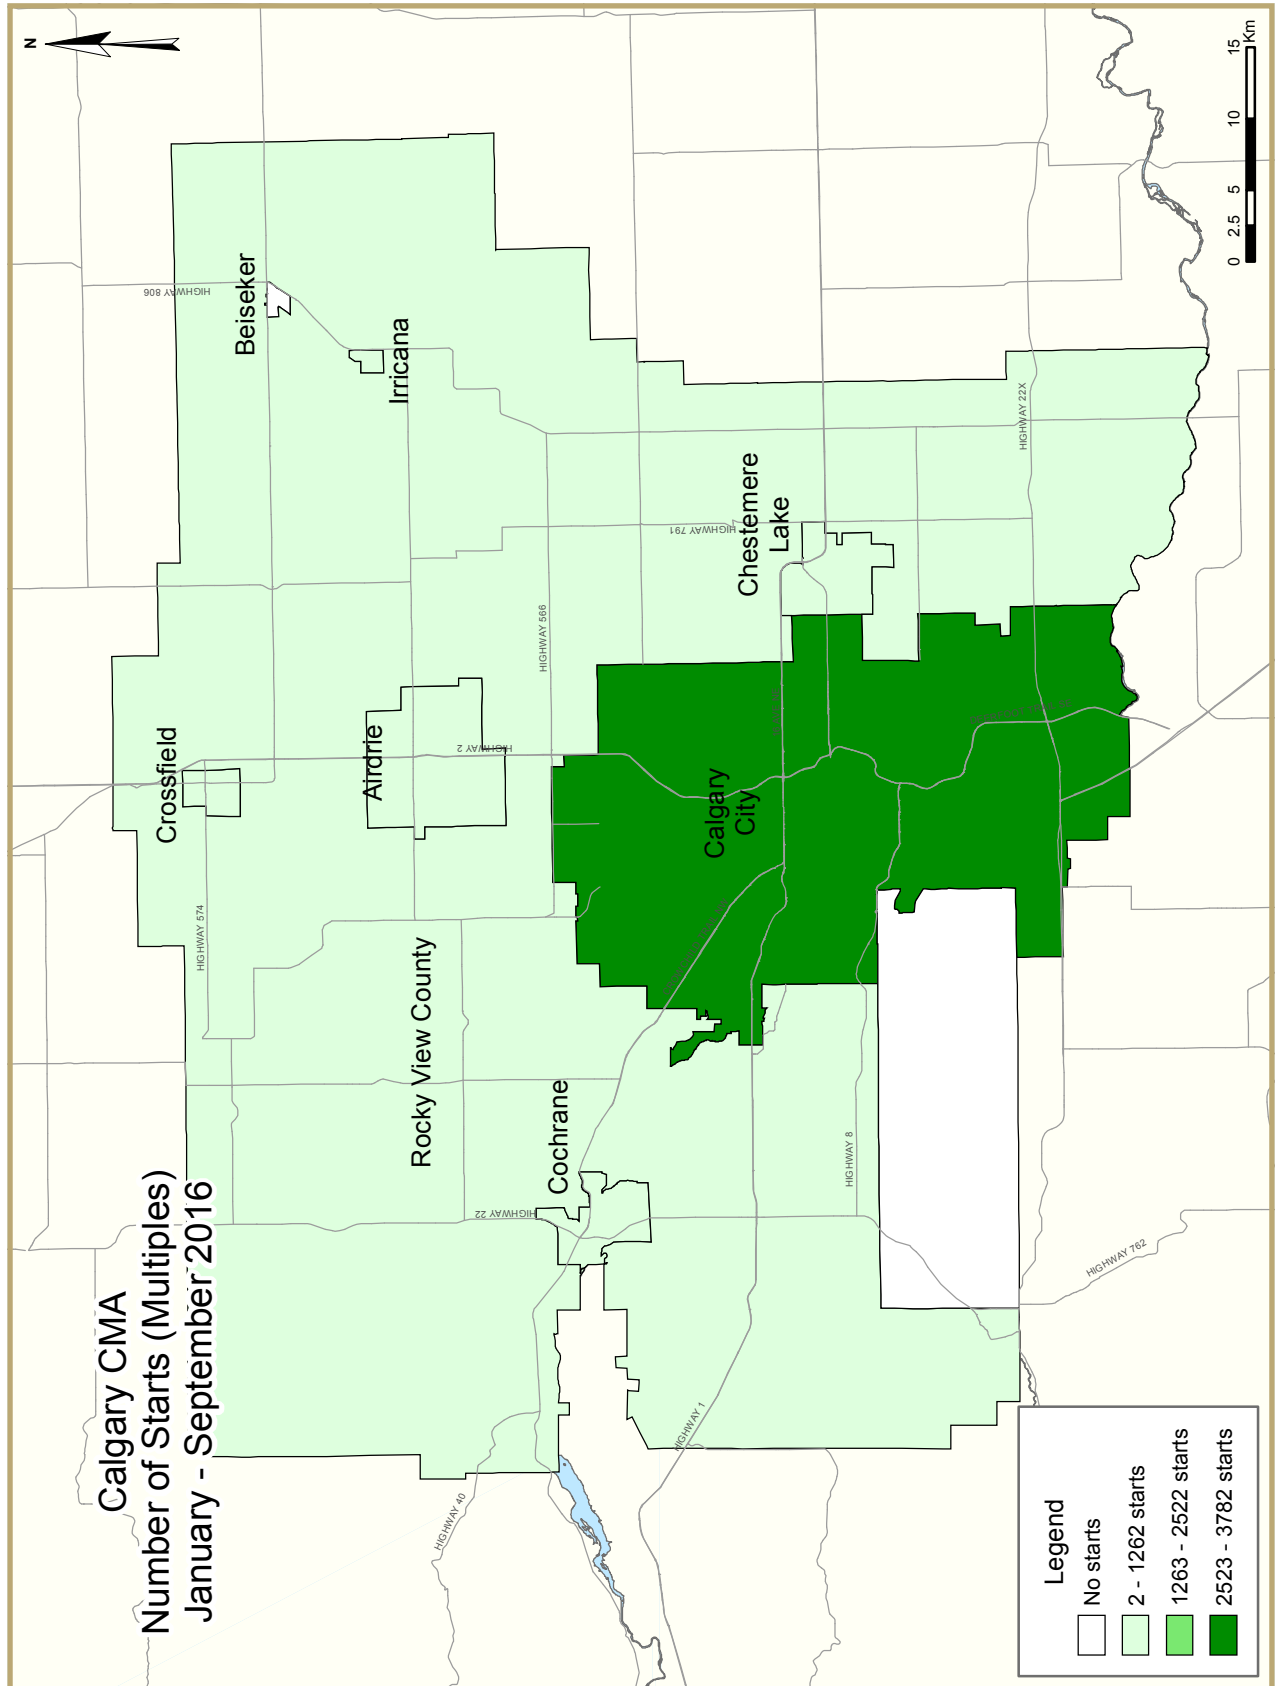 Calgary CMA
Number of Starts (Multiples)
January - September 2016
N
Beiseker
HIGHWAY 806
Irricana
Crossfield
Airdrie
HIGHWAY 2
HIGHWAY 566
HIGHWAY 574
HIGHWAY 791
Chestemere
Lake
HIGHWAY 22X
Rocky View County
Calgary
City
Cochrane
HIGHWAY 22
HIGHWAY 8
HIGHWAY 1
HIGHWAY 40
HIGHWAY 762
Legend
No starts
2 - 1262 starts
1263 - 2522 starts
2523 - 3782 starts
0 2.5 5 10 15
Km